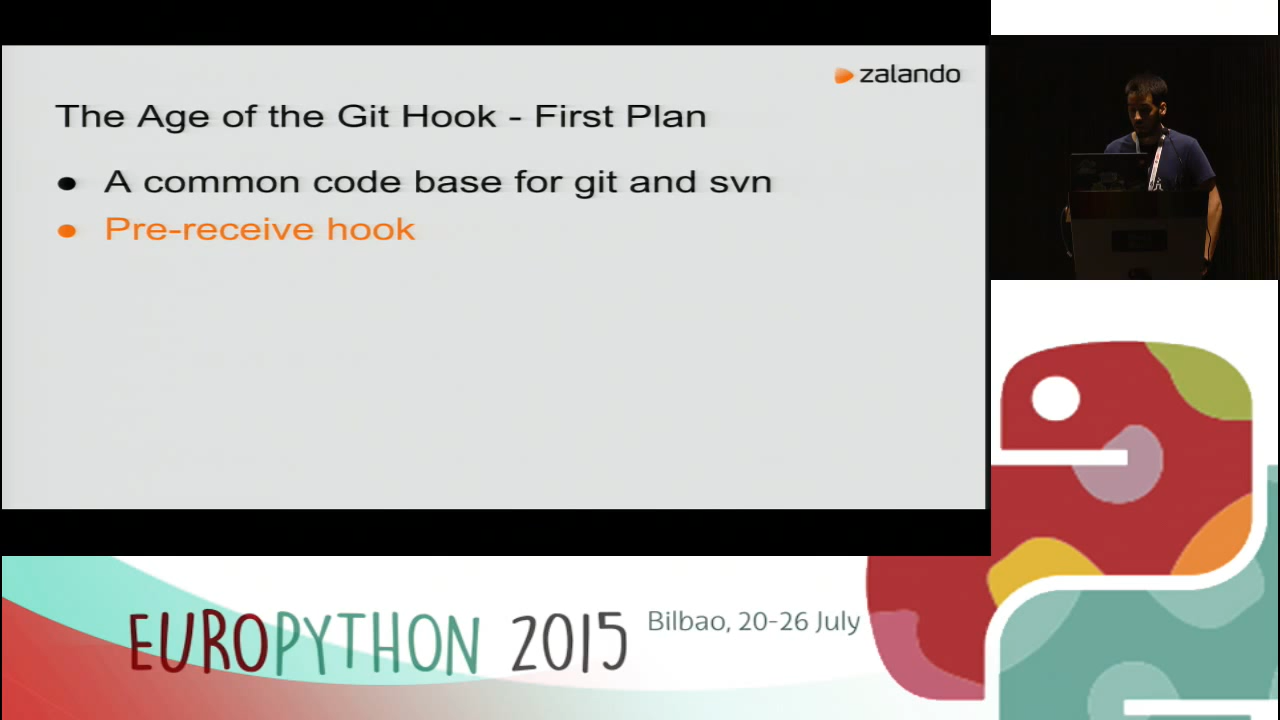 zalando
The Age of the Git Hook - First Plan
● A common code base for git and svn
● Pre-receive hook
EUROPYTHON 2015
Bilbao, 20-26 July